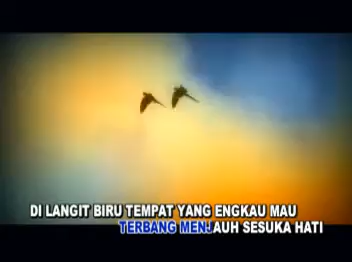 DI LANGIT BIRU TEMPAT YANG ENGKAU MAU
TERBANG MENJAUH SESUKA HATI